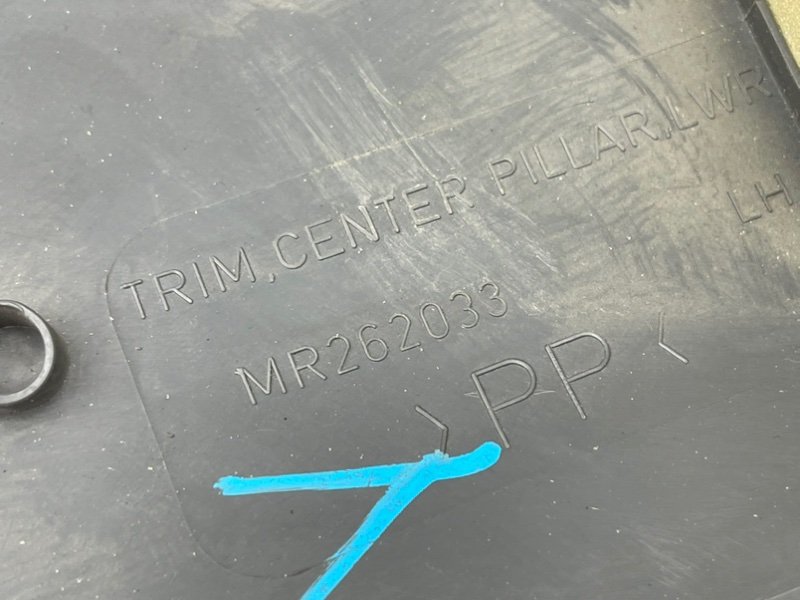 TRIM,CENTER PILLAR,LWR
LH
MR262033
>PP<